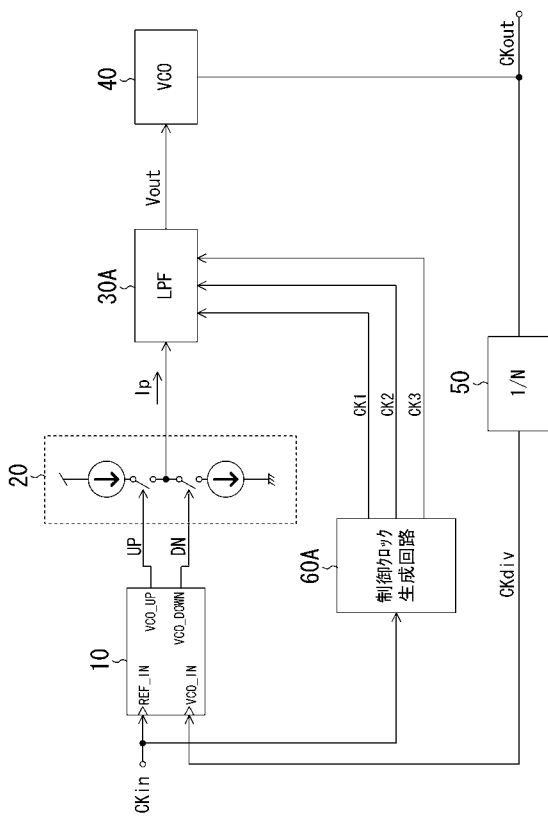 CKin
10
REF_IN
VCO_IN
VCO_UP
VCO_DOWN
UP
DN
20
Ip
30A
LPF
Vout
40
VCO
60A
制御クロック
生成回路
CK1
CK2
CK3
50
1/N
CKdiv
CKout